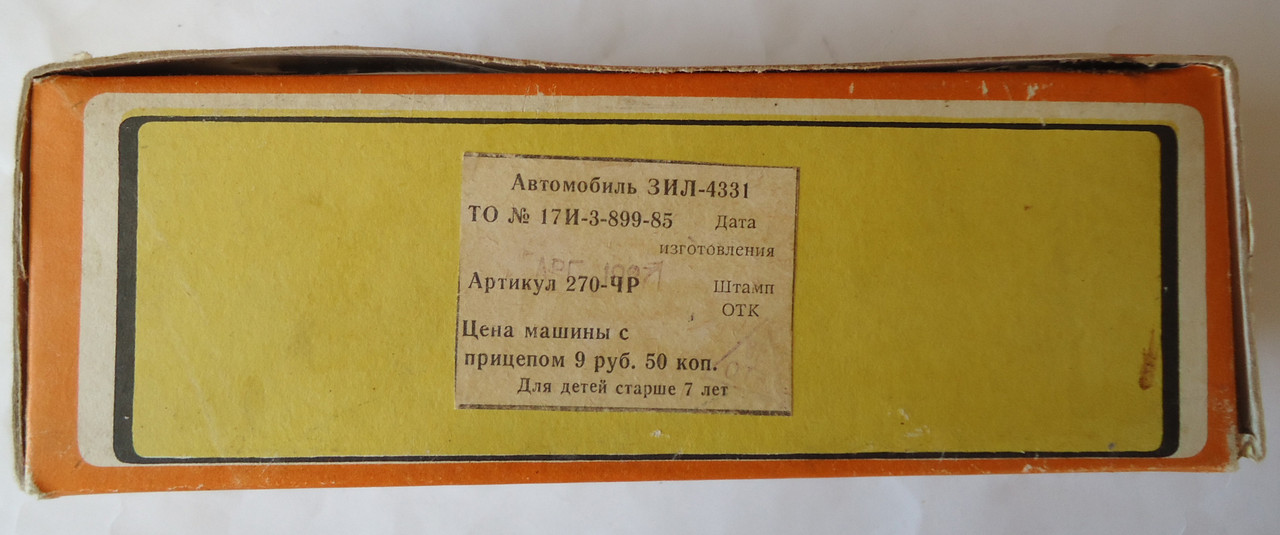 Автомобиль ЗИЛ-4331
ТО № 17И-3-899-85 Дата
изготовления
Артикул 270-ЧР Штамп
ОТК
Цена машины с
прицепом 9 руб. 50 коп.
Для детей старше 7 лет